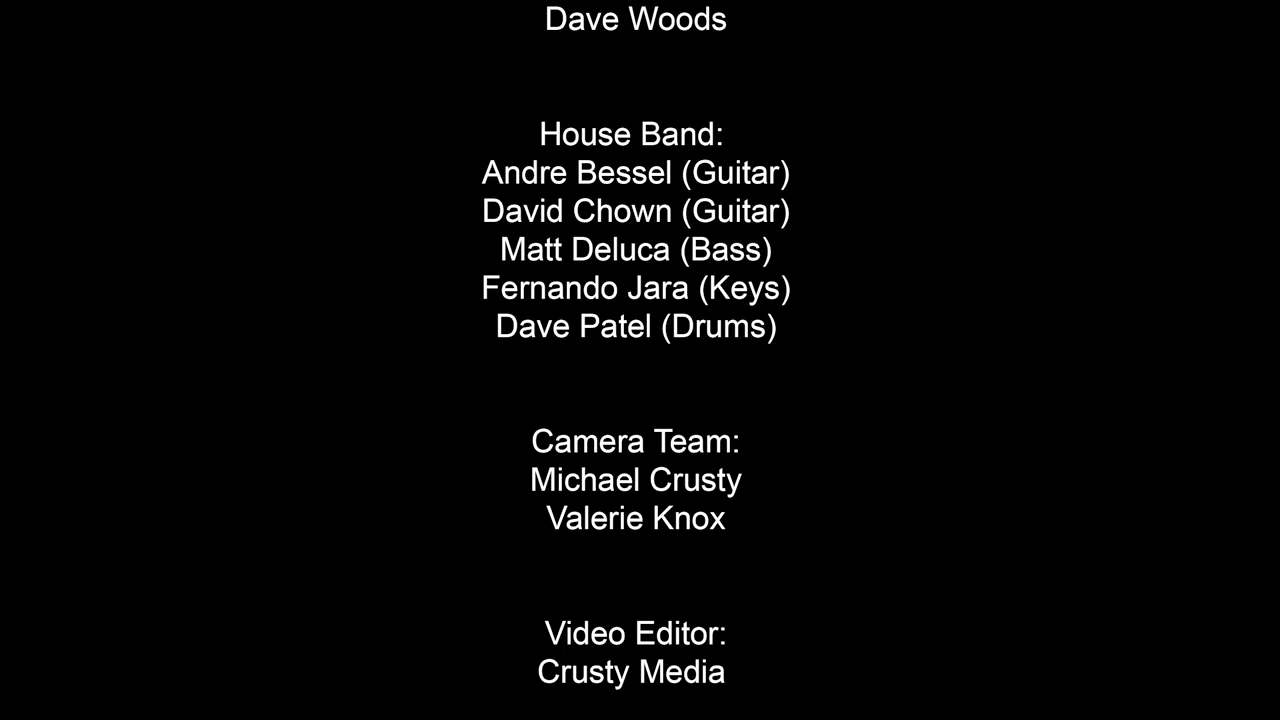 Dave Woods
House Band:
Andre Bessel (Guitar)
David Chown (Guitar)
Matt Deluca (Bass)
Fernando Jara (Keys)
Dave Patel (Drums)
Camera Team:
Michael Crusty
Valerie Knox
Video Editor:
Crusty Media